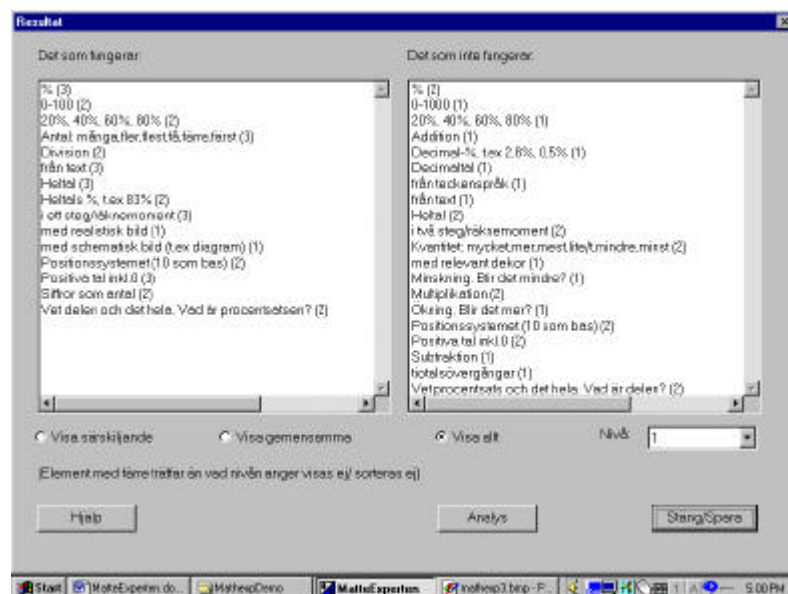 Resultat
Det som fungerar:
% (3)
0-100 (2)
20%, 40%, 60%, 80% (2)
Antal: många,fler,flest,få,färre,färst (3)
Division (2)
från text (3)
Heltal (3)
Heltals %, t.ex 83% (2)
i ett steg/räknemoment (3)
med realistisk bild (1)
med schematisk bild (t.ex diagram) (1)
Positionssystemet (10 som bas) (2)
Positiva tal inkl.0 (3)
Siffror som antal (2)
Vet delen och det hela. Vad är procentsatsen? (2)
Det som inte fungerar:
% (2)
0-1000 (1)
20%, 40%, 60%, 80% (1)
Addition (1)
Decimal-%, t.ex 2,8%, 0,5% (1)
Decimaltal (1)
från teckenspråk (1)
från text (1)
Heltal (2)
i två steg/räknemoment (2)
Kvantitet: mycket,mer,mest,lite/t,mindre,minst (2)
med relevant dekor (1)
Minskning. Blir det mindre? (1)
Multiplikation (2)
Ökning. Blir det mer? (1)
Positionssystemet (10 som bas) (2)
Positiva tal inkl.0 (2)
Subtraktion (1)
tiotalsövergångar (1)
Vet procentsats och det hela. Vad är delen? (2)
Visa särskiljande
Visa gemensamma
Visa allt
Nivå:
1
(Element med färre träffar än vad nivån anger visas ej/ sorteras ej)
Hjälp
Analys
Stäng/Spara
Start
MatteExperten.do...
MathexpDemo
MatteExperten
mathexp3.bmp - P...
5:00 PM